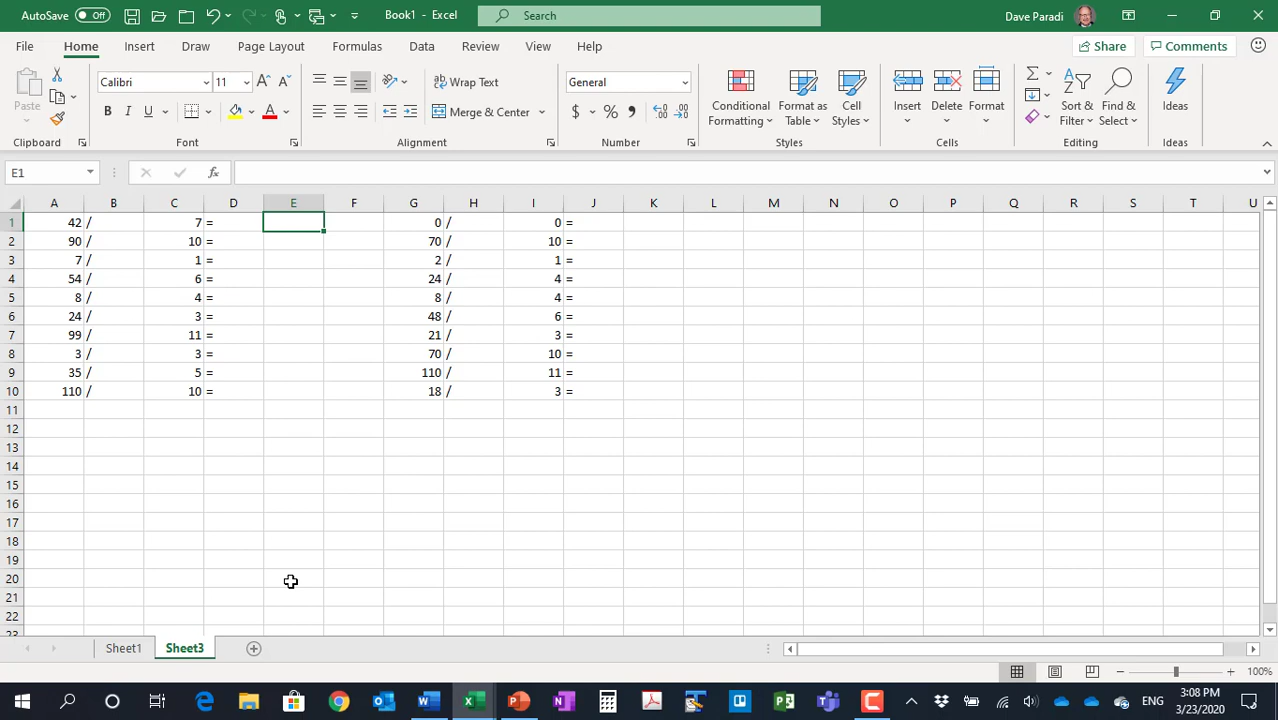 AutoSave Off Book1 - Excel Search Dave Paradi
File Home Insert Draw Page Layout Formulas Data Review View Help Share Comments
Paste Calibri 11 Wrap Text General Conditional Formatting Format as Table Cell Styles Insert Delete Format Sort & Filter Find & Select Ideas
B I U A Merge & Center $ % ,
Clipboard Font Alignment Number Styles Cells Editing Ideas
E1 fx
A B C D E F G H I J K L M N O P Q R S T U
1 42 / 7 = 0 / 0 =
2 90 / 10 = 70 / 10 =
3 7 / 1 = 2 / 1 =
4 54 / 6 = 24 / 4 =
5 8 / 4 = 8 / 4 =
6 24 / 3 = 48 / 6 =
7 99 / 11 = 21 / 3 =
8 3 / 3 = 70 / 10 =
9 35 / 5 = 110 / 11 =
10 110 / 10 = 18 / 3 =
11
12
13
14
15
16
17
18
19
20
21
22
23
Sheet1 Sheet3
100%
ENG 3:08 PM
3/23/2020